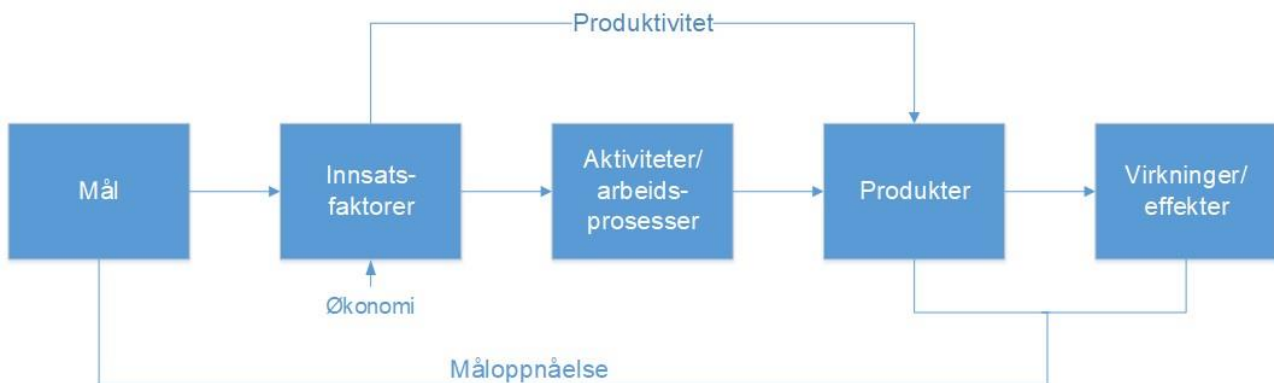 Produktivitet
Mål
Innsats-
faktorer
Aktiviteter/
arbeids-
prosesser
Produkter
Virkninger/
effekter
Økonomi
Måloppnåelse